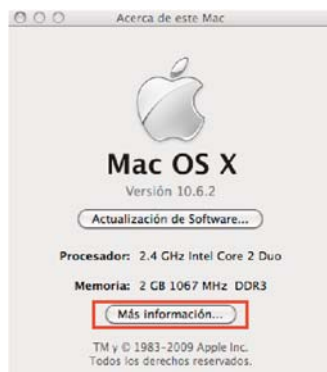 Acerca de este Mac
Mac OS X
Versión 10.6.2
Actualización de Software...
Procesador: 2.4 GHz Intel Core 2 Duo
Memoria: 2 GB 1067 MHz DDR3
Más información...
TM y © 1983-2009 Apple Inc.
Todos los derechos reservados.